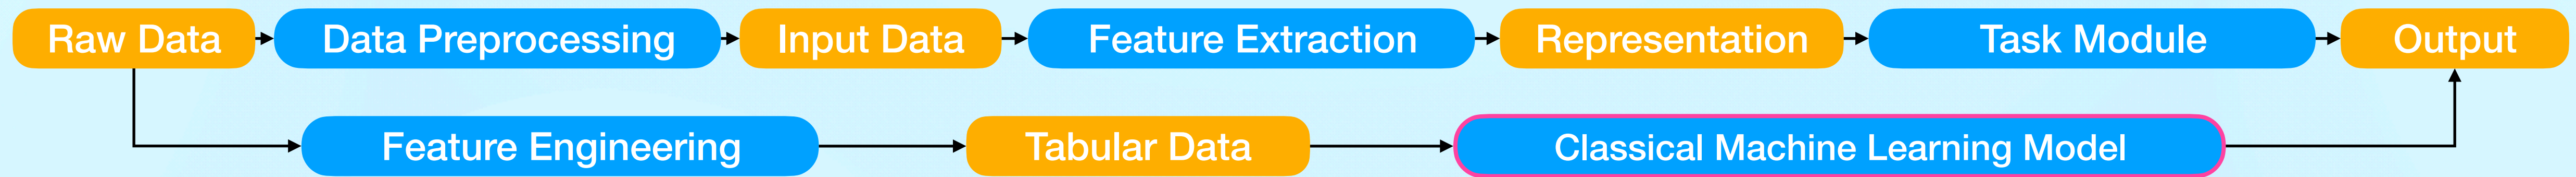 Raw Data
Data Preprocessing
Input Data
Feature Extraction
Representation
Task Module
Output
Feature Engineering
Tabular Data
Classical Machine Learning Model